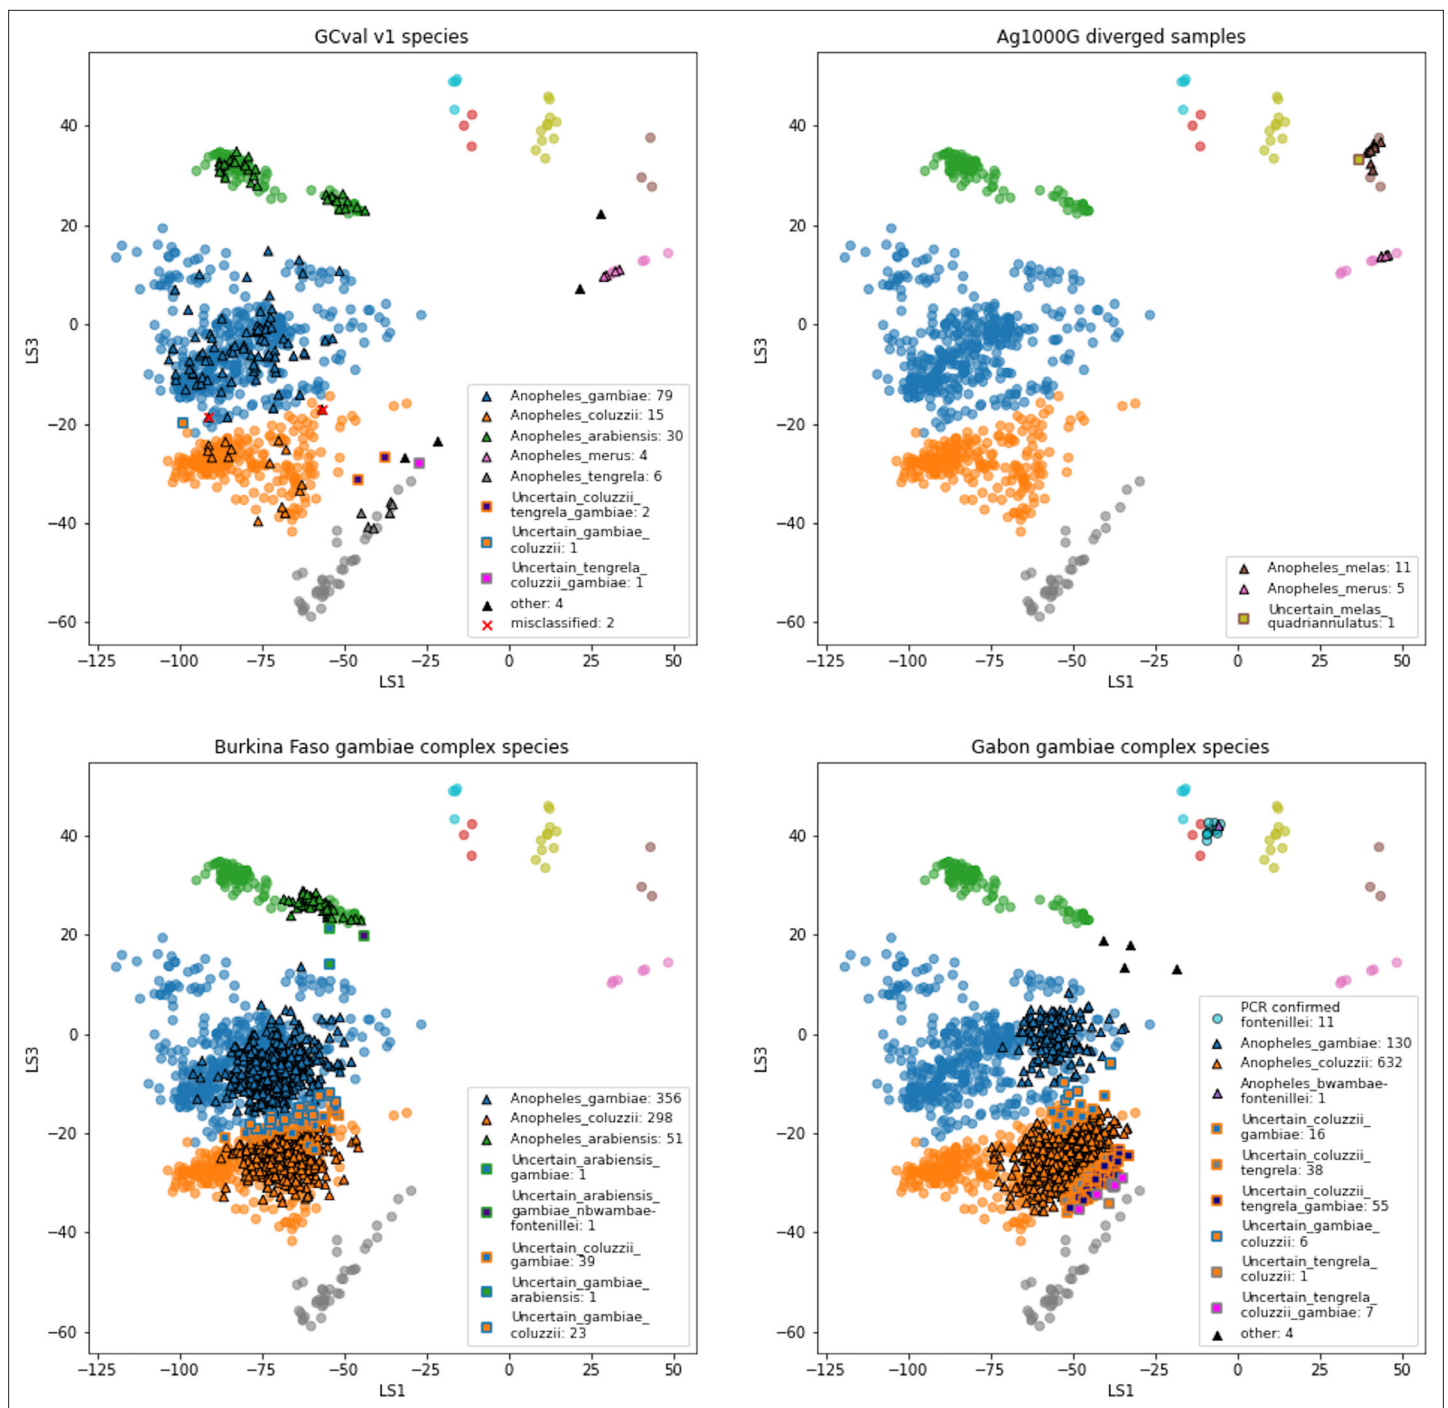 GCval v1 species
40
20
0
−20
−40
−60
LS3
Anopheles_gambiae: 79
Anopheles_coluzzii: 15
Anopheles_arabiensis: 30
Anopheles_merus: 4
Anopheles_tengrela: 6
Uncertain_coluzzii_
tengrela_gambiae: 2
Uncertain_gambiae_
coluzzii: 1
Uncertain_tengrela_
coluzzii_gambiae: 1
other: 4
misclassified: 2
−125 −100 −75 −50 −25 0 25 50
LS1
Ag1000G diverged samples
40
20
0
−20
−40
−60
LS3
Anopheles_melas: 11
Anopheles_merus: 5
Uncertain_melas_
quadriannulatus: 1
−125 −100 −75 −50 −25 0 25 50
LS1
Burkina Faso gambiae complex species
40
20
0
−20
−40
−60
LS3
Anopheles_gambiae: 356
Anopheles_coluzzii: 298
Anopheles_arabiensis: 51
Uncertain_arabiensis_
gambiae: 1
Uncertain_arabiensis_
gambiae_nbwambae-
fontenillei: 1
Uncertain_coluzzii_
gambiae: 39
Uncertain_gambiae_
arabiensis: 1
Uncertain_gambiae_
coluzzii: 23
−125 −100 −75 −50 −25 0 25 50
LS1
Gabon gambiae complex species
40
20
0
−20
−40
−60
LS3
PCR confirmed
fontenillei: 11
Anopheles_gambiae: 130
Anopheles_coluzzii: 632
Anopheles_bwambae-
fontenillei: 1
Uncertain_coluzzii_
gambiae: 16
Uncertain_coluzzii_
tengrela: 38
Uncertain_coluzzii_
tengrela_gambiae: 55
Uncertain_gambiae_
coluzzii: 6
Uncertain_tengrela_
coluzzii: 1
Uncertain_tengrela_
coluzzii_gambiae: 7
other: 4
−125 −100 −75 −50 −25 0 25 50
LS1